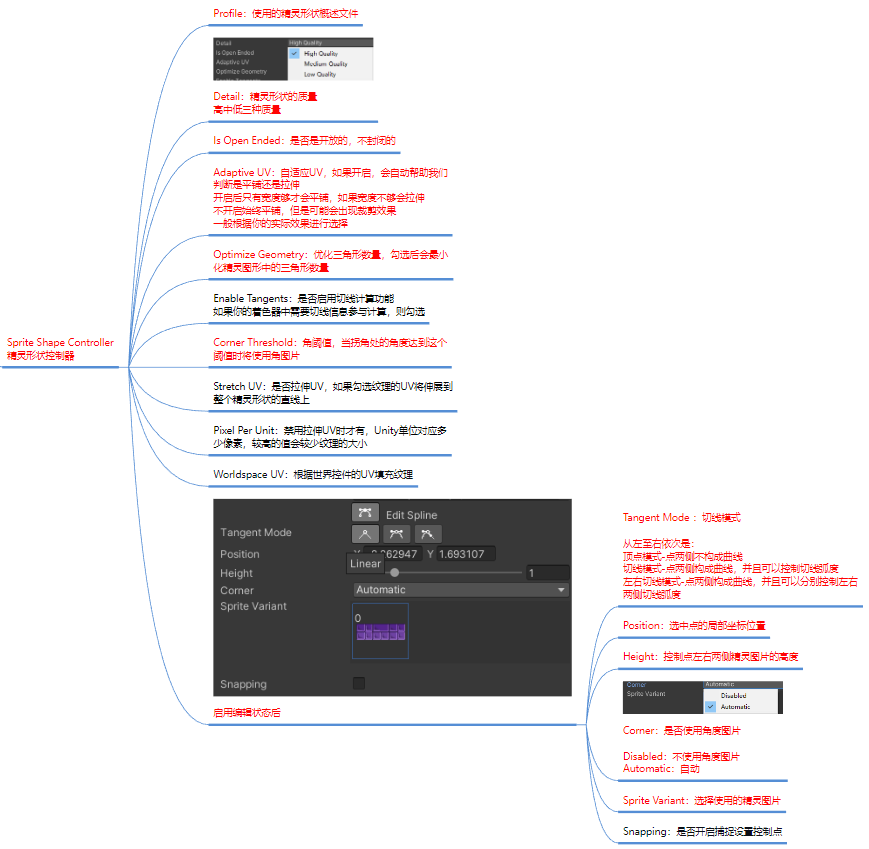 Sprite Shape Controller
精灵形状控制器
Profile：使用的精灵形状概述文件
Detail
High Quality
Is Open Ended
High Quality
Adaptive UV
Medium Quality
Optimize Geometry
Low Quality
Detail：精灵形状的质量
高中低三种质量
Is Open Ended：是否是开放的，不封闭的
Adaptive UV：自适应UV，如果开启，会自动帮助我们
判断是平铺还是拉伸
开启后只有宽度够才会平铺，如果宽度不够会拉伸
不开启始终平铺，但是可能会出现裁剪效果
一般根据你的实际效果进行选择
Optimize Geometry：优化三角形数量，勾选后会最小
化精灵图形中的三角形数量
Enable Tangents：是否启用切线计算功能
如果你的着色器中需要切线信息参与计算，则勾选
Corner Threshold：角阈值，当拐角处的角度达到这个
阈值时将使用角图片
Stretch UV：是否拉伸UV，如果勾选纹理的UV将伸展到
整个精灵形状的直线上
Pixel Per Unit：禁用拉伸UV时才有，Unity单位对应多
少像素，较高的值会较少纹理的大小
Worldspace UV：根据世界控件的UV填充纹理
Edit Spline
Tangent Mode
Position
Y 1.693107
Linear
Height
1
Corner
Automatic
Sprite Variant
0
Snapping
启用编辑状态后
Tangent Mode ：切线模式
从左至右依次是：
顶点模式-点两侧不构成曲线
切线模式-点两侧构成曲线，并且可以控制切线弧度
左右切线模式-点两侧构成曲线，并且可以分别控制左右
两侧切线弧度
Position：选中点的局部坐标位置
Height：控制点左右两侧精灵图片的高度
Corner
Automatic
Sprite Variant
Disabled
Automatic
Corner：是否使用角度图片
Disabled：不使用角度图片
Automatic：自动
Sprite Variant：选择使用的精灵图片
Snapping：是否开启捕捉设置控制点